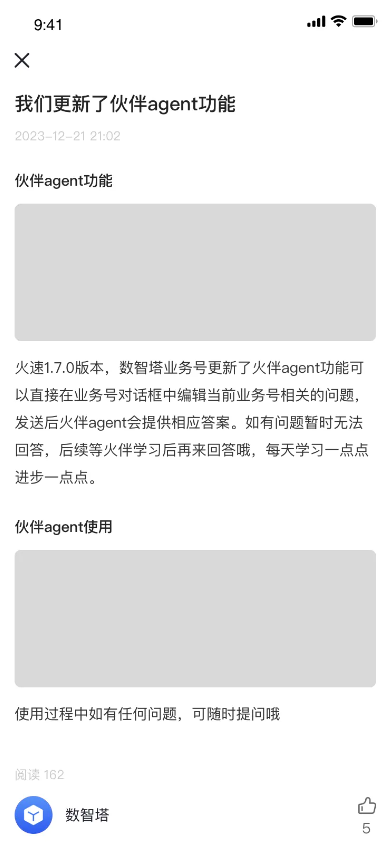 9:41
我们更新了伙伴agent功能
2023-12-21 21:02
伙伴agent功能
火速1.7.0版本，数智塔业务号更新了火伴agent功能可
以直接在业务号对话框中编辑当前业务号相关的问题，
发送后火伴agent会提供相应答案。如有问题暂时无法
回答，后续等火伴学习后再来回答哦，每天学习一点点
进步一点点。
伙伴agent使用
使用过程中如有任何问题，可随时提问哦
阅读 162
数智塔
5